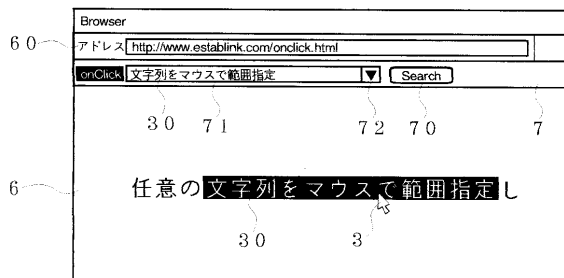 Browser
60 アドレス http://www.establink.com/onclick.html
onClick 文字列をマウスで範囲指定 ▼ Search
30 71 72 70 7
6 任意の文字列をマウスで範囲指定し
30 3